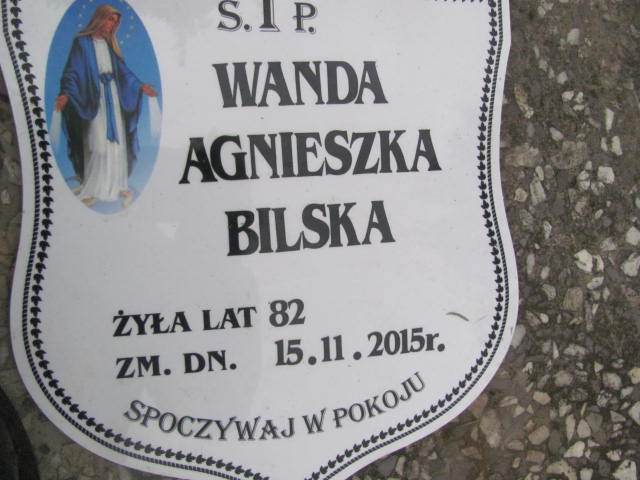 Ś. † P.
WANDA
AGNIESZKA
BILSKA
ŻYŁA LAT 82
ZM. DN. 15.11.2015r.
SPOCZYWAJ W POKOJU